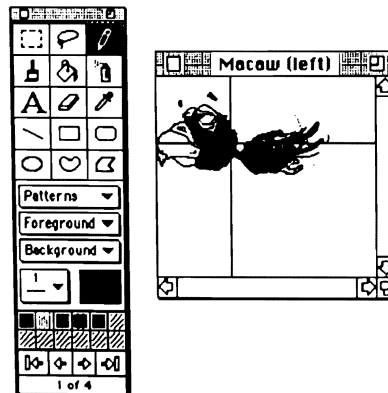 Macaw (left)
A
Patterns
Foreground
Background
1
1 of 4